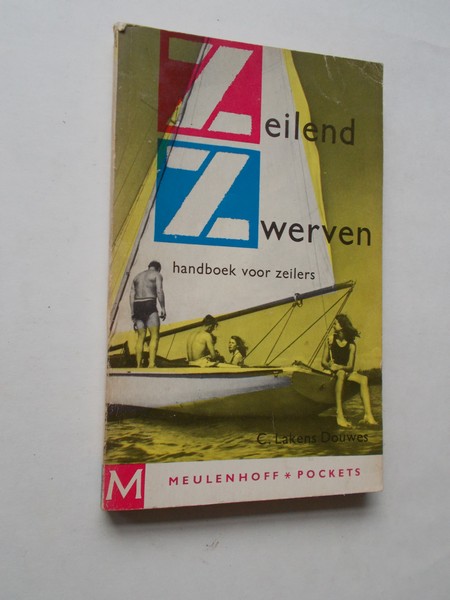 Zeilend
Zwerven
handboek voor zeilers
C. Lakens Douwes
M MEULENHOFF * POCKETS